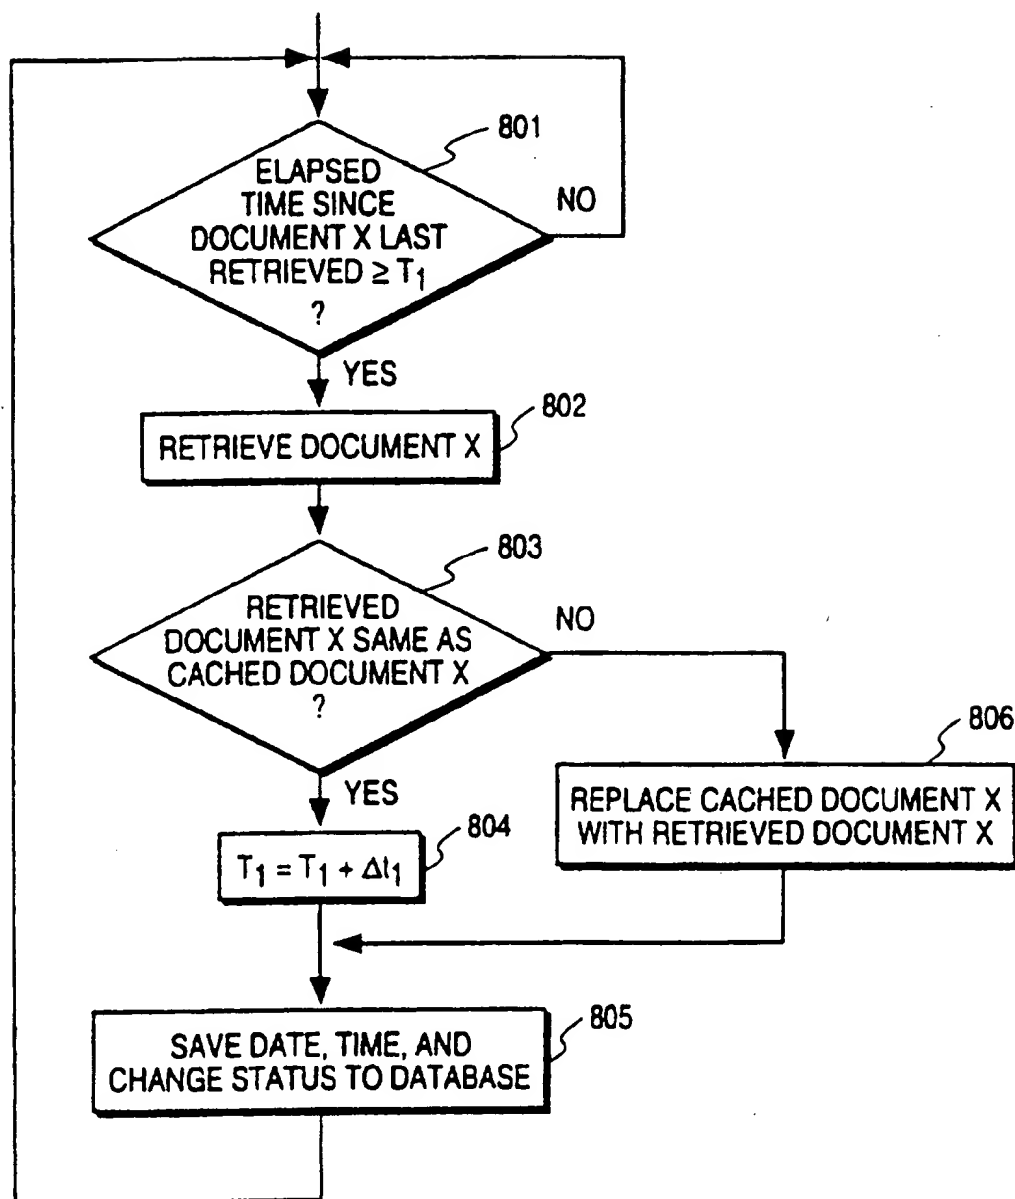 801
ELAPSED
TIME SINCE
DOCUMENT X LAST
RETRIEVED ≥ T1
?
NO
YES
802
RETRIEVE DOCUMENT X
803
RETRIEVED
DOCUMENT X SAME AS
CACHED DOCUMENT X
?
NO
YES
806
REPLACE CACHED DOCUMENT X
WITH RETRIEVED DOCUMENT X
804
T1 = T1 + Δt1
805
SAVE DATE, TIME, AND
CHANGE STATUS TO DATABASE